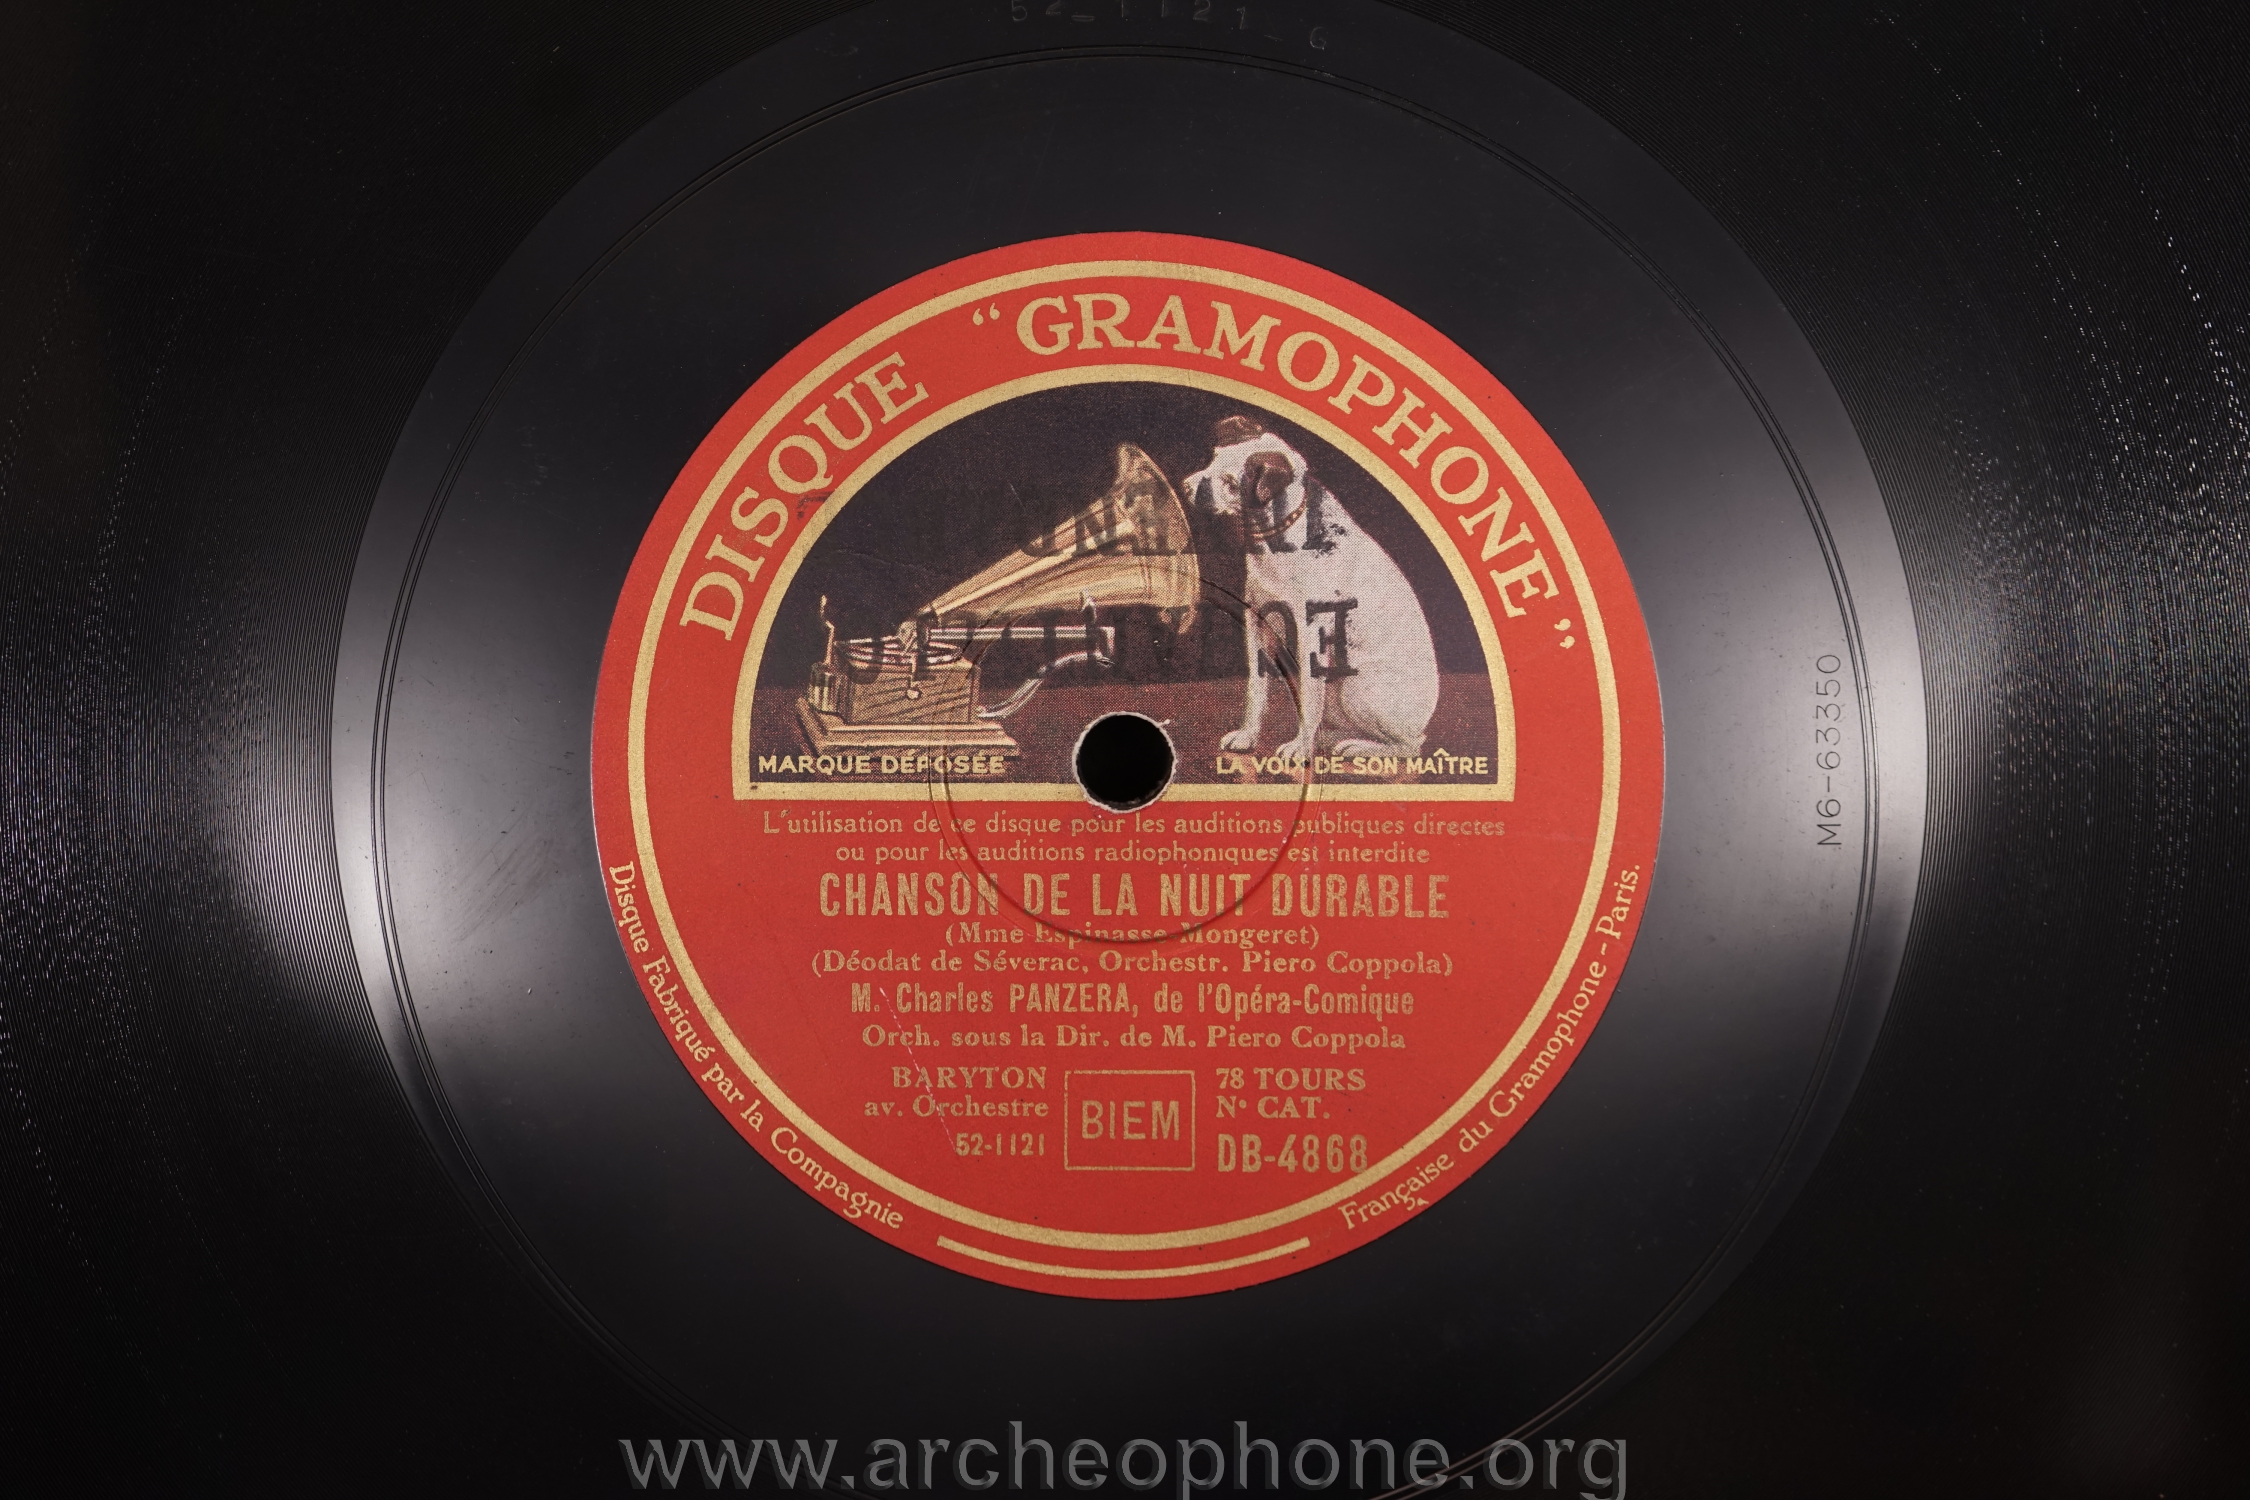 52-1121- G
DISQUE "GRAMOPHONE"
MARQUE DÉPOSÉE
LA VOIX DE SON MAÎTRE
L'utilisation de ce disque pour les auditions publiques directes
ou pour les auditions radiophoniques est interdite
CHANSON DE LA NUIT DURABLE
(Mme Espinasse-Mongeret)
(Déodat de Séverac, Orchestr. Piero Coppola)
M. Charles PANZERA, de l'Opéra-Comique
Orch. sous la Dir. de M. Piero Coppola
BARYTON
av. Orchestre
52-1121
BIEM
78 TOURS
N° CAT.
DB-4868
Disque Fabriqué par la Compagnie Française du Gramophone - Paris.
M6-63350
www.archeophone.org